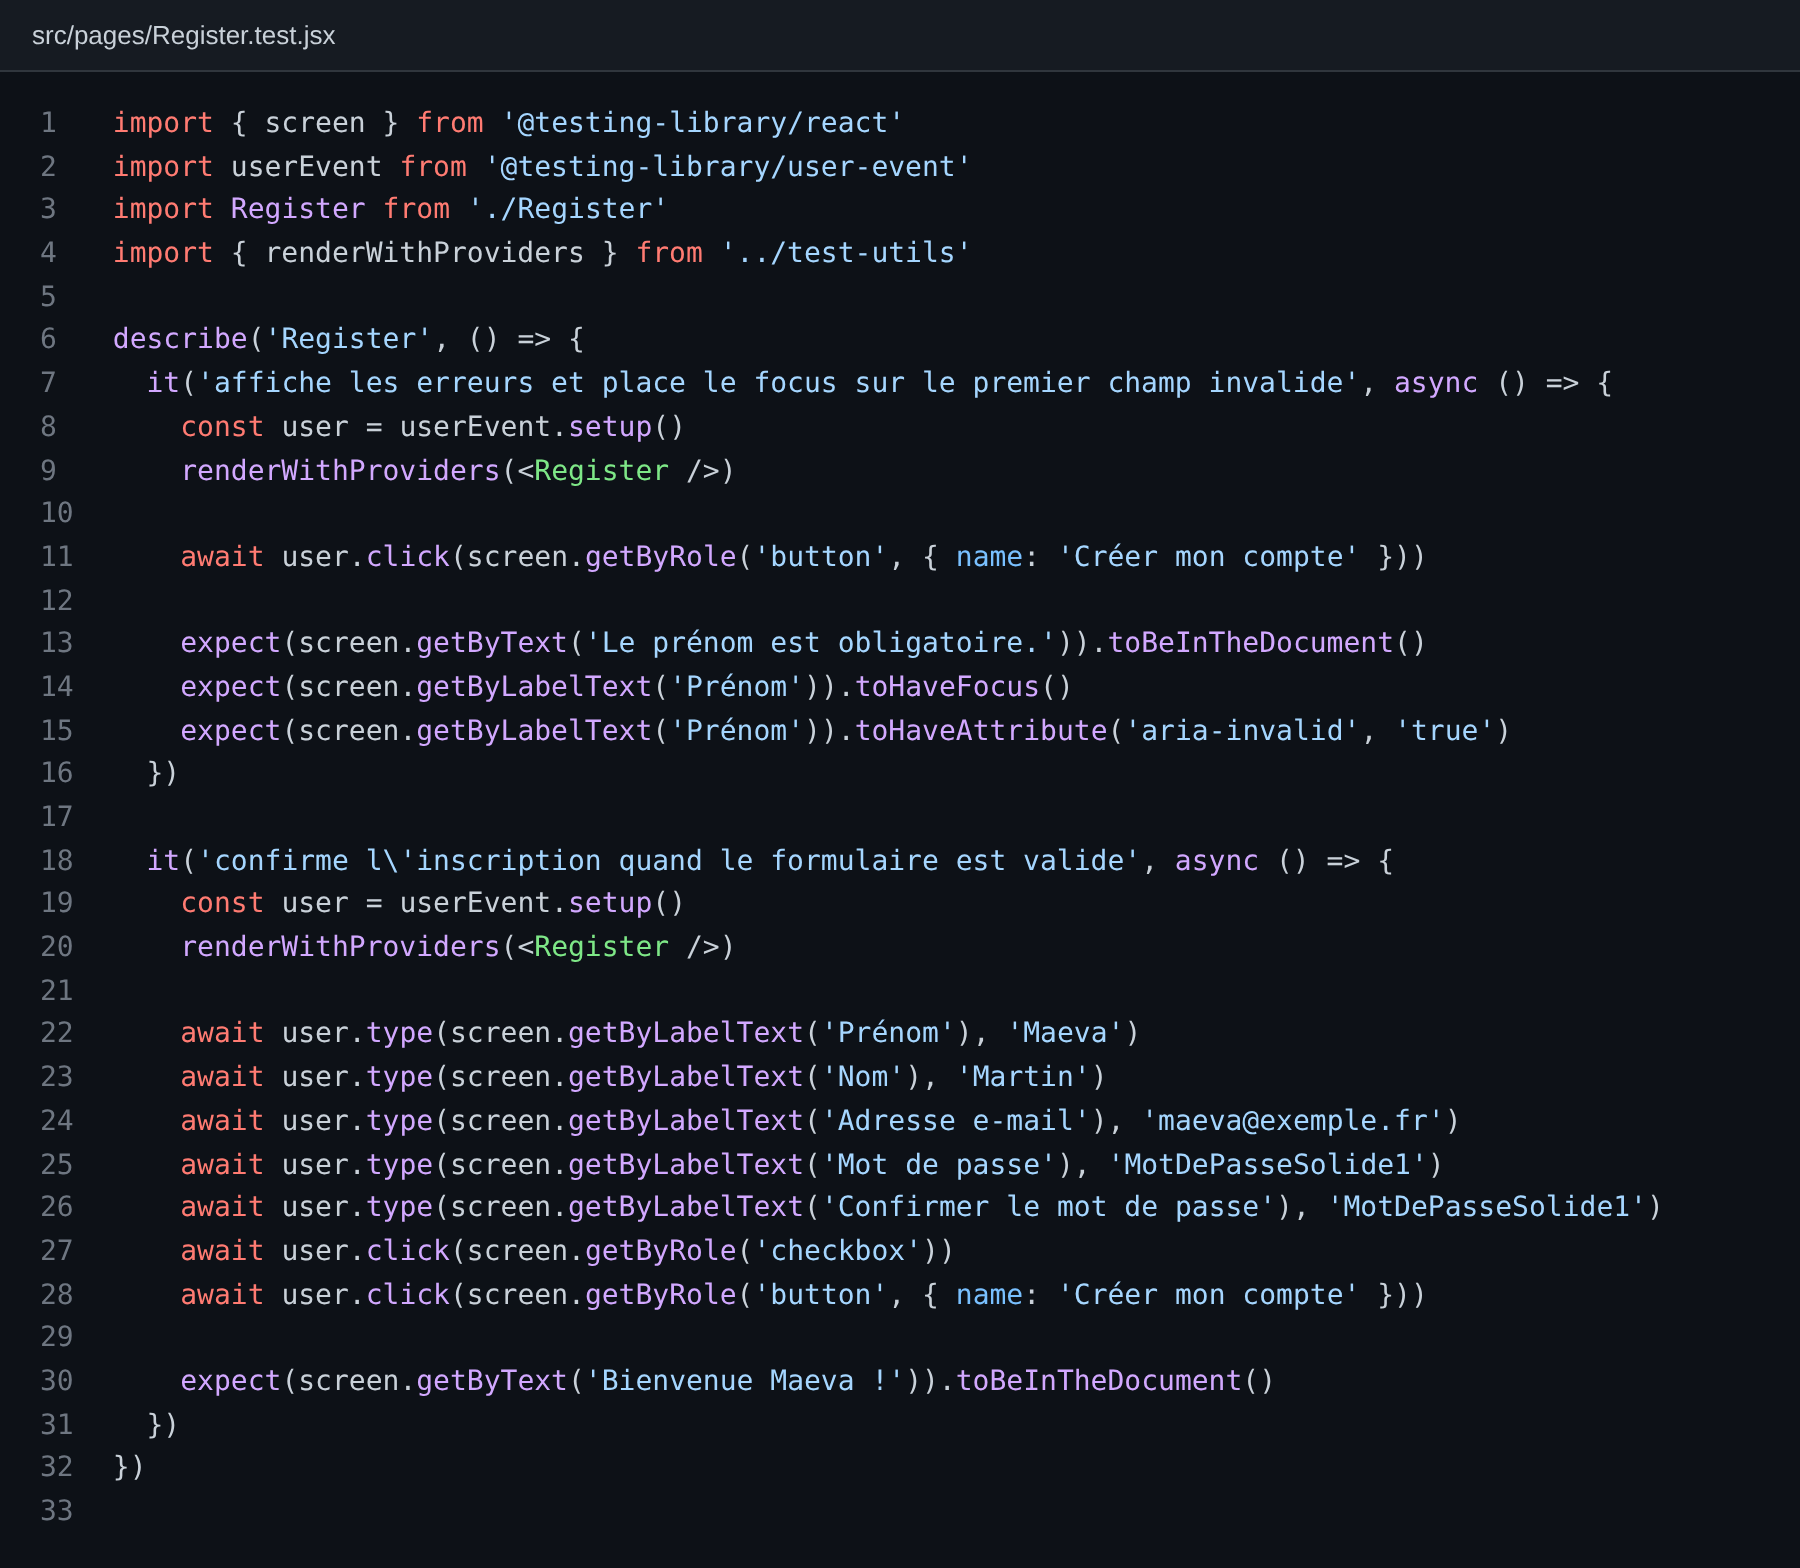 src/pages/Register.test.jsx
1 import { screen } from '@testing-library/react'
2 import userEvent from '@testing-library/user-event'
3 import Register from './Register'
4 import { renderWithProviders } from '../test-utils'
5
6 describe('Register', () => {
7   it('affiche les erreurs et place le focus sur le premier champ invalide', async () => {
8     const user = userEvent.setup()
9     renderWithProviders(<Register />)
10
11     await user.click(screen.getByRole('button', { name: 'Créer mon compte' }))
12
13     expect(screen.getByText('Le prénom est obligatoire.')).toBeInTheDocument()
14     expect(screen.getByLabelText('Prénom')).toHaveFocus()
15     expect(screen.getByLabelText('Prénom')).toHaveAttribute('aria-invalid', 'true')
16   })
17
18   it('confirme l\'inscription quand le formulaire est valide', async () => {
19     const user = userEvent.setup()
20     renderWithProviders(<Register />)
21
22     await user.type(screen.getByLabelText('Prénom'), 'Maeva')
23     await user.type(screen.getByLabelText('Nom'), 'Martin')
24     await user.type(screen.getByLabelText('Adresse e-mail'), 'maeva@exemple.fr')
25     await user.type(screen.getByLabelText('Mot de passe'), 'MotDePasseSolide1')
26     await user.type(screen.getByLabelText('Confirmer le mot de passe'), 'MotDePasseSolide1')
27     await user.click(screen.getByRole('checkbox'))
28     await user.click(screen.getByRole('button', { name: 'Créer mon compte' }))
29
30     expect(screen.getByText('Bienvenue Maeva !')).toBeInTheDocument()
31   })
32 })
33